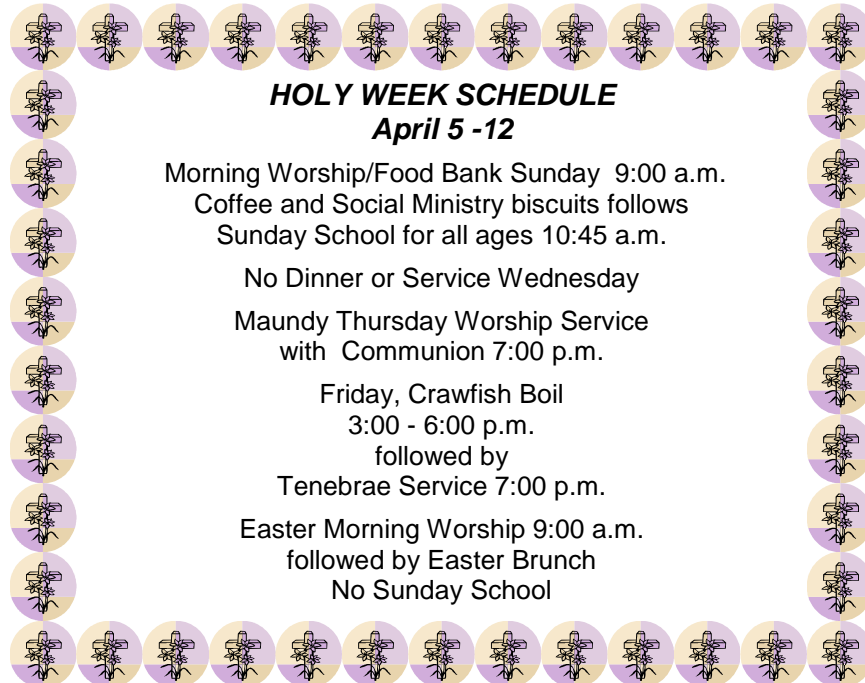 HOLY WEEK SCHEDULE
April 5 -12
Morning Worship/Food Bank Sunday  9:00 a.m.
Coffee and Social Ministry biscuits follows
Sunday School for all ages 10:45 a.m.
No Dinner or Service Wednesday
Maundy Thursday Worship Service
with  Communion 7:00 p.m.
Friday, Crawfish Boil
3:00 - 6:00 p.m.
followed by
Tenebrae Service 7:00 p.m.
Easter Morning Worship 9:00 a.m.
followed by Easter Brunch
No Sunday School